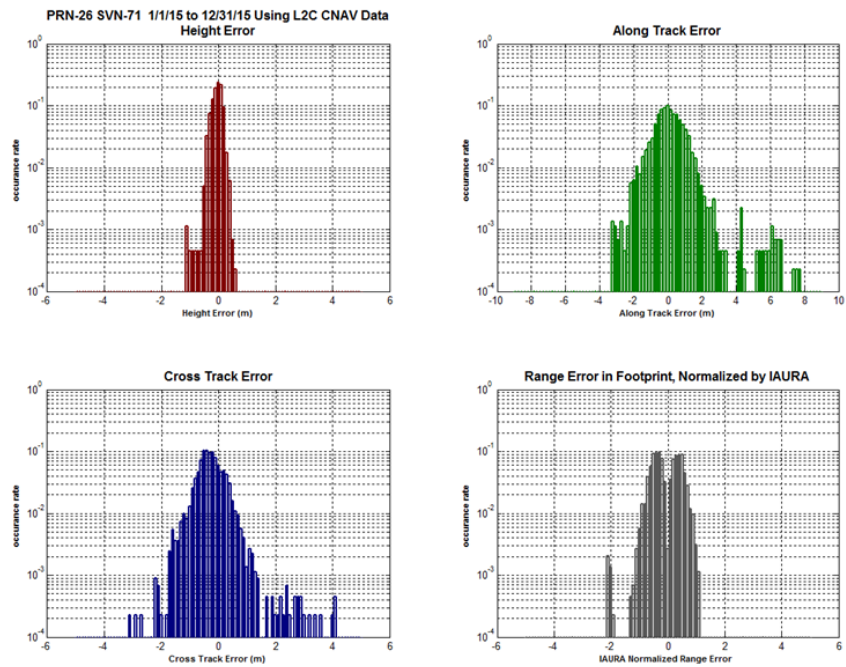 PRN-26 SVN-71 1/1/15 to 12/31/15 Using L2C CNAV Data
Height Error
10^0
10^-1
10^-2
10^-3
10^-4
occurance rate
-6 -4 -2 0 2 4 6
Height Error (m)
Along Track Error
10^0
10^-1
10^-2
10^-3
10^-4
occurance rate
-10 -8 -6 -4 -2 0 2 4 6 8 10
Along Track Error (m)
Cross Track Error
10^0
10^-1
10^-2
10^-3
10^-4
occurance rate
-6 -4 -2 0 2 4 6
Cross Track Error (m)
Range Error in Footprint, Normalized by IAURA
10^0
10^-1
10^-2
10^-3
10^-4
occurance rate
-6 -4 -2 0 2 4 6
IAURA Normalized Range Error